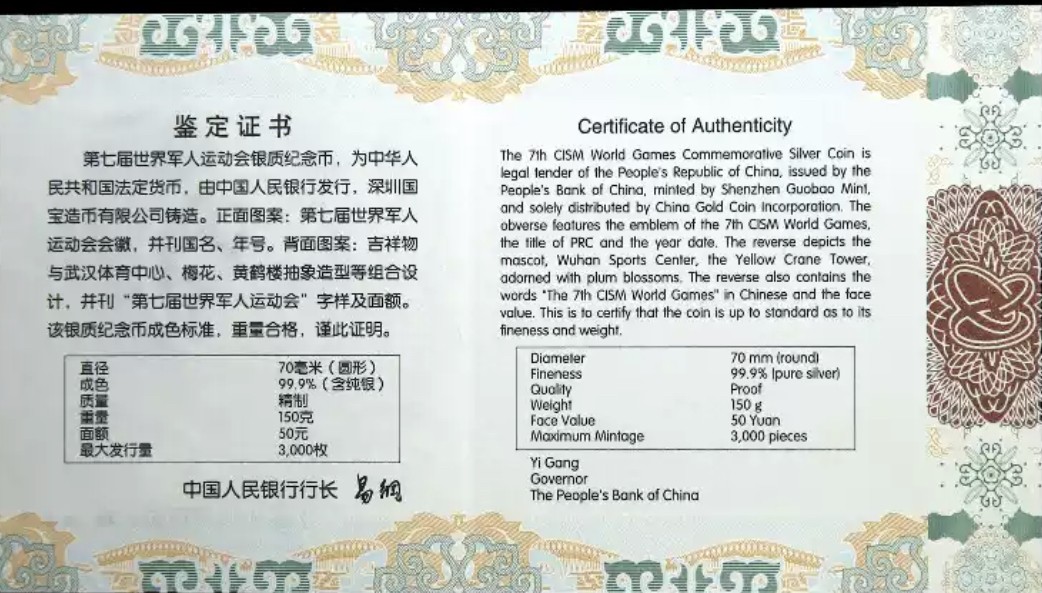 鉴定证书
第七届世界军人运动会银质纪念币，为中华人
民共和国法定货币，由中国人民银行发行，深圳国
宝造币有限公司铸造。正面图案：第七届世界军人
运动会会徽，并刊国名、年号。背面图案：吉祥物
与武汉体育中心、梅花、黄鹤楼抽象造型等组合设
计，并刊“第七届世界军人运动会”字样及面额。
该银质纪念币成色标准，重量合格，谨此证明。
直径 70毫米（圆形）
成色 99.9%（含纯银）
质量 精制
重量 150克
面额 50元
最大发行量 3,000枚
中国人民银行行长 易纲
Certificate of Authenticity
The 7th CISM World Games Commemorative Silver Coin is
legal tender of the People's Republic of China, issued by the
People's Bank of China, minted by Shenzhen Guobao Mint,
and solely distributed by China Gold Coin Incorporation. The
obverse features the emblem of the 7th CISM World Games,
the title of PRC and the year date. The reverse depicts the
mascot, Wuhan Sports Center, the Yellow Crane Tower,
adorned with plum blossoms. The reverse also contains the
words "The 7th CISM World Games" in Chinese and the face
value. This is to certify that the coin is up to standard as to its
fineness and weight.
Diameter 70 mm (round)
Fineness 99.9% (pure silver)
Quality Proof
Weight 150 g
Face Value 50 Yuan
Maximum Mintage 3,000 pieces
Yi Gang
Governor
The People's Bank of China